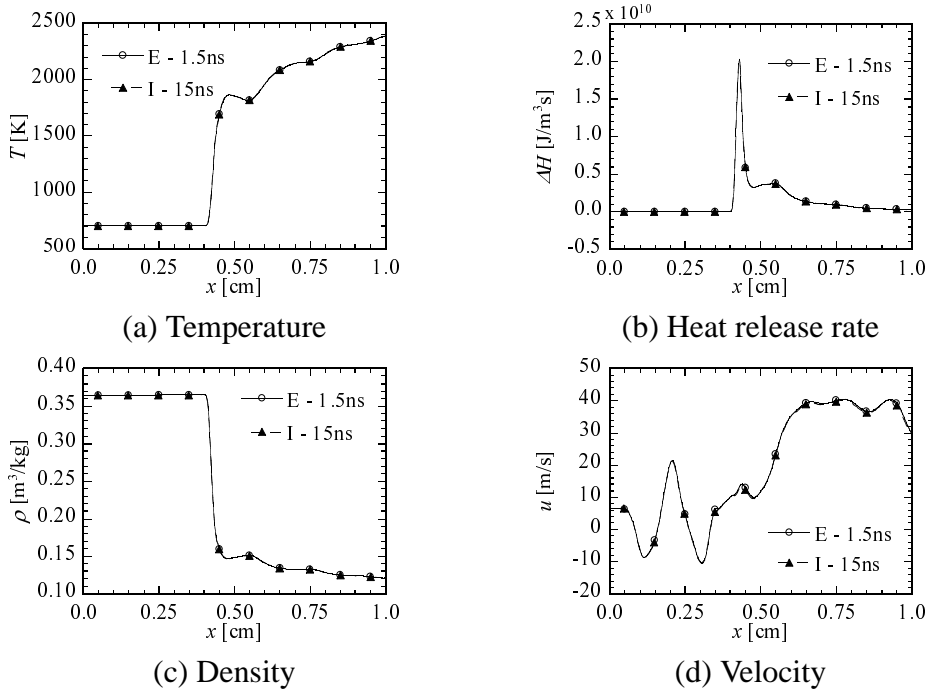 2500
2000
1500
1000
500
T [K]
E - 1.5ns
I - 15ns
0.0 0.25 0.50 0.75 1.0
x [cm]
(a) Temperature
x 10^10
2.5
2.0
1.5
1.0
0.5
0.0
-0.5
ΔH [J/m³s]
E - 1.5ns
I - 15ns
0.0 0.25 0.50 0.75 1.0
x [cm]
(b) Heat release rate
0.40
0.35
0.30
0.25
0.20
0.15
0.10
ρ [m³/kg]
E - 1.5ns
I - 15ns
0.0 0.25 0.50 0.75 1.0
x [cm]
(c) Density
50
40
30
20
10
0
-10
-20
u [m/s]
E - 1.5ns
I - 15ns
0.0 0.25 0.50 0.75 1.0
x [cm]
(d) Velocity